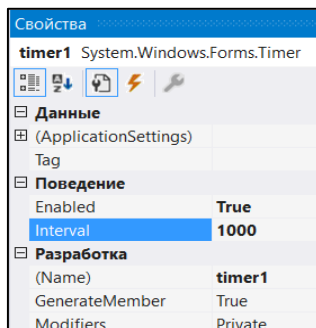 Свойства
timer1 System.Windows.Forms.Timer
Данные
(ApplicationSettings)
Tag
Поведение
Enabled True
Interval 1000
Разработка
(Name) timer1
GenerateMember True
Modifiers Private